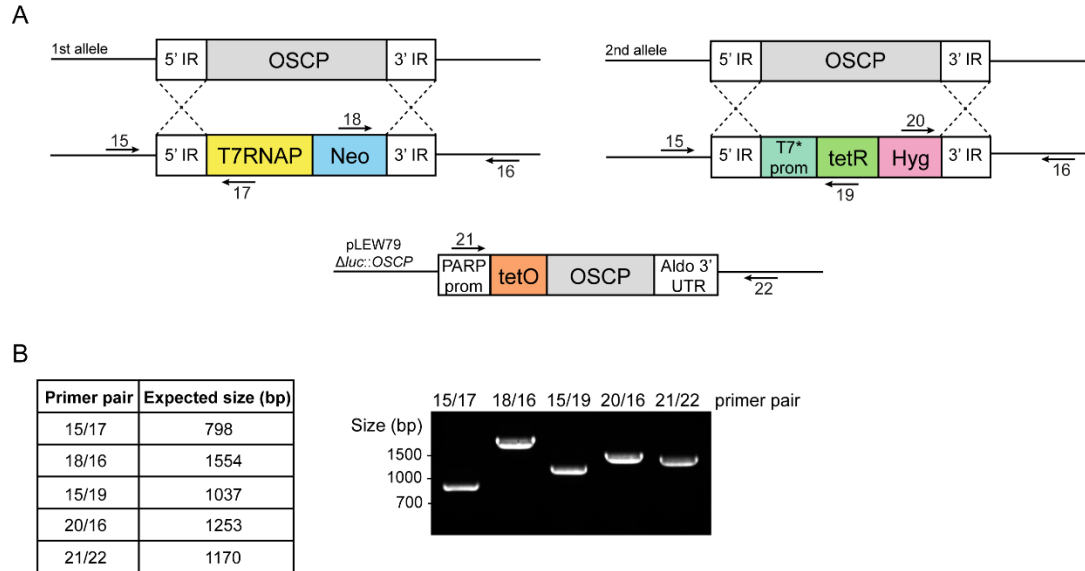 A
1st allele
5' IR OSCP 3' IR
15 18
5' IR T7RNAP Neo 3' IR
17 16
2nd allele
5' IR OSCP 3' IR
15 20
5' IR T7* prom tetR Hyg 3' IR
19 16
pLEW79
Δluc::OSCP
21
PARP prom tetO OSCP Aldo 3' UTR
22
B
Primer pair Expected size (bp)
15/17 798
18/16 1554
15/19 1037
20/16 1253
21/22 1170
15/17 18/16 15/19 20/16 21/22 primer pair
Size (bp)
1500
1000
700